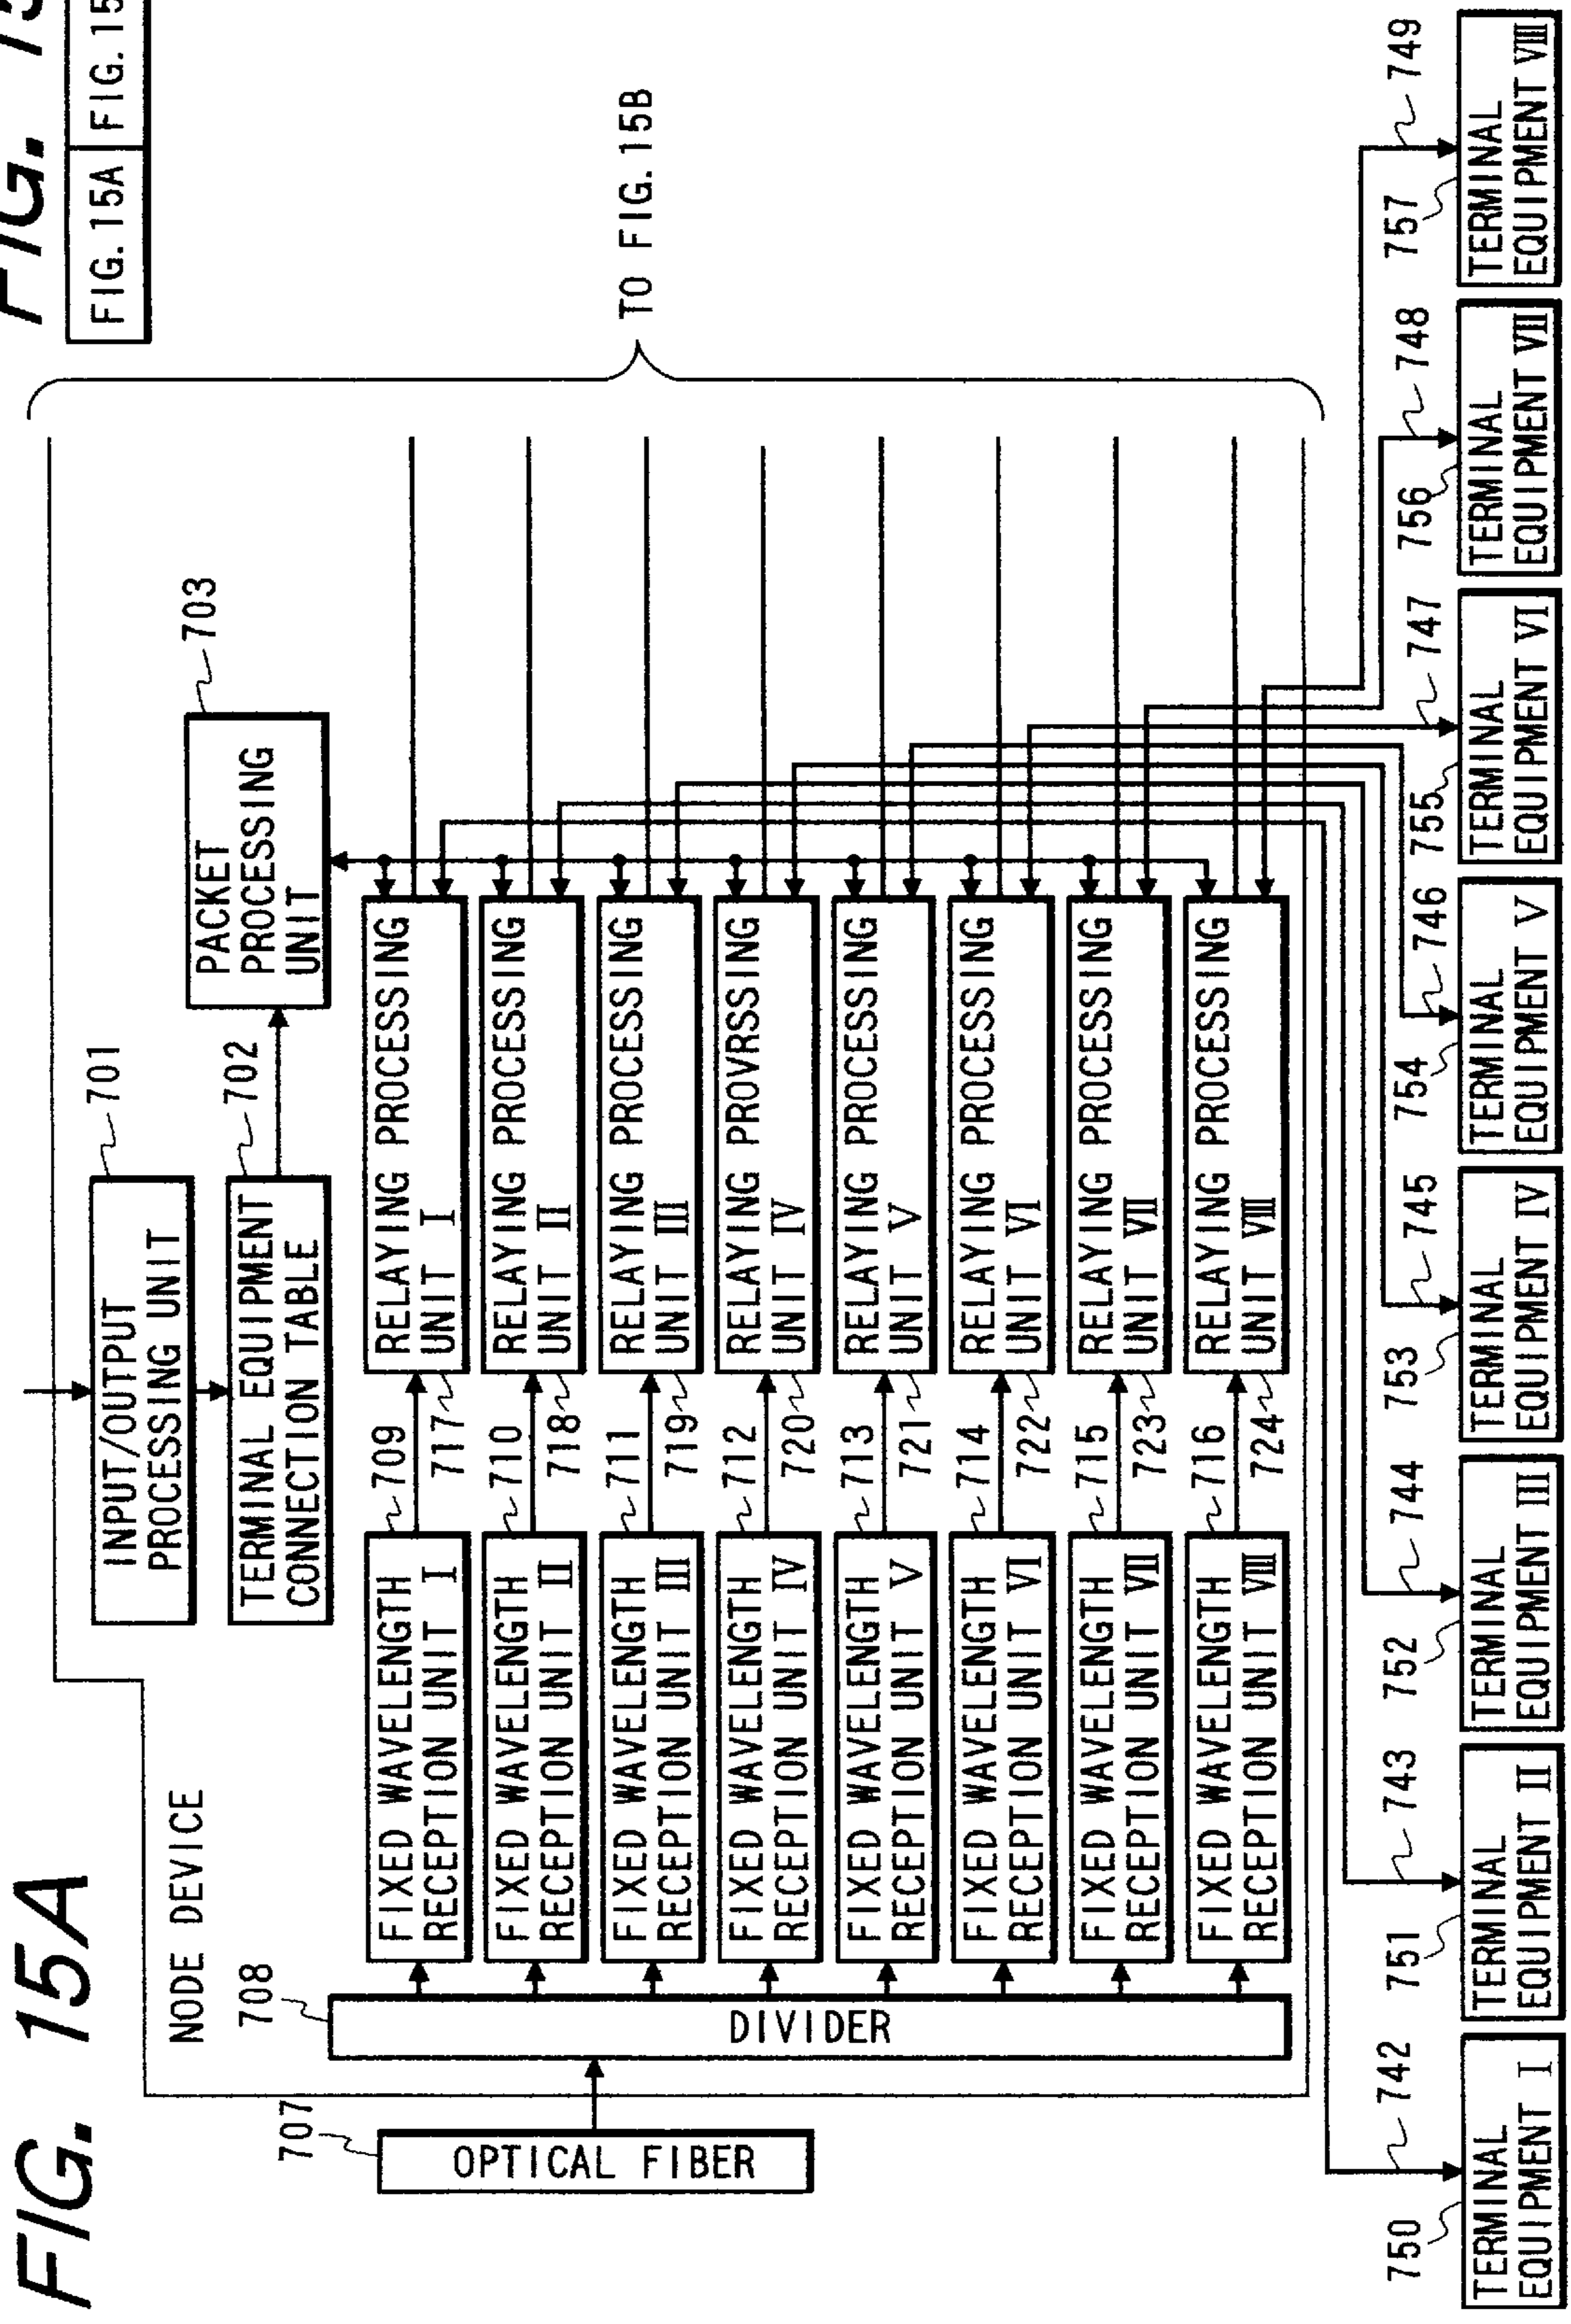 FIG. 15A
FIG. 15
FIG. 15A
FIG. 15
NODE DEVICE
INPUT/OUTPUT
PROCESSING UNIT
701
TERMINAL EQUIPMENT
CONNECTION TABLE
702
PACKET
PROCESSING
UNIT
703
TO FIG. 15B
707
OPTICAL FIBER
708
DIVIDER
FIXED WAVELENGTH
RECEPTION UNIT I
709
717
RELAYING PROCESSING
UNIT I
FIXED WAVELENGTH
RECEPTION UNIT II
710
718
RELAYING PROCESSING
UNIT II
FIXED WAVELENGTH
RECEPTION UNIT III
711
719
RELAYING PROCESSING
UNIT III
FIXED WAVELENGTH
RECEPTION UNIT IV
712
720
RELAYING PROVRSSING
UNIT IV
FIXED WAVELENGTH
RECEPTION UNIT V
713
721
RELAYING PROCESSING
UNIT V
FIXED WAVELENGTH
RECEPTION UNIT VI
714
722
RELAYING PROCESSING
UNIT VI
FIXED WAVELENGTH
RECEPTION UNIT VII
715
723
RELAYING PROCESSING
UNIT VII
FIXED WAVELENGTH
RECEPTION UNIT VIII
716
724
RELAYING PROCESSING
UNIT VIII
750
742
TERMINAL
EQUIPMENT I
751
743
TERMINAL
EQUIPMENT II
752
744
TERMINAL
EQUIPMENT III
753
745
TERMINAL
EQUIPMENT IV
754
746
TERMINAL
EQUIPMENT V
755
747
TERMINAL
EQUIPMENT VI
756
748
TERMINAL
EQUIPMENT VII
757
749
TERMINAL
EQUIPMENT VIII